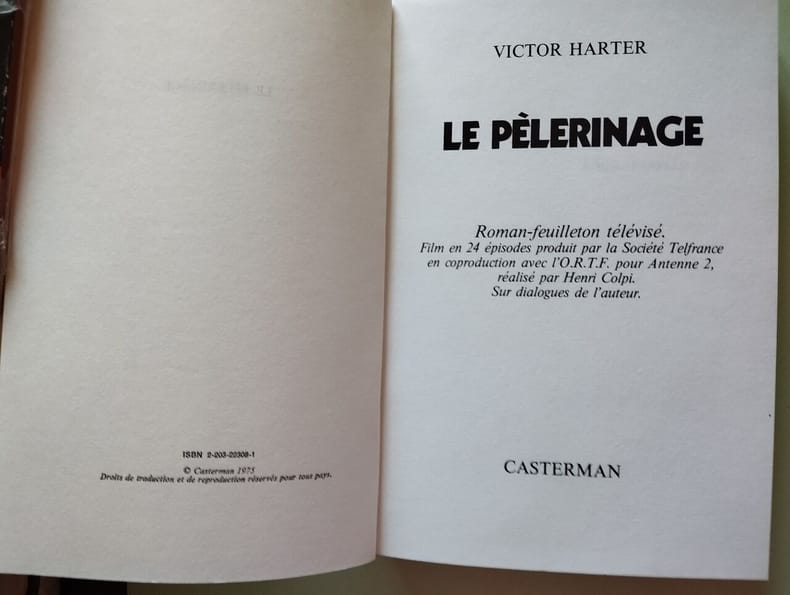 ISBN 2-203-22308-1
© Casterman 1975
Droits de traduction et de reproduction réservés pour tous pays.
VICTOR HARTER
LE PÈLERINAGE
Roman-feuilleton télévisé.
Film en 24 épisodes produit par la Société Telfrance
en coproduction avec l'O.R.T.F. pour Antenne 2,
réalisé par Henri Colpi.
Sur dialogues de l'auteur.
CASTERMAN